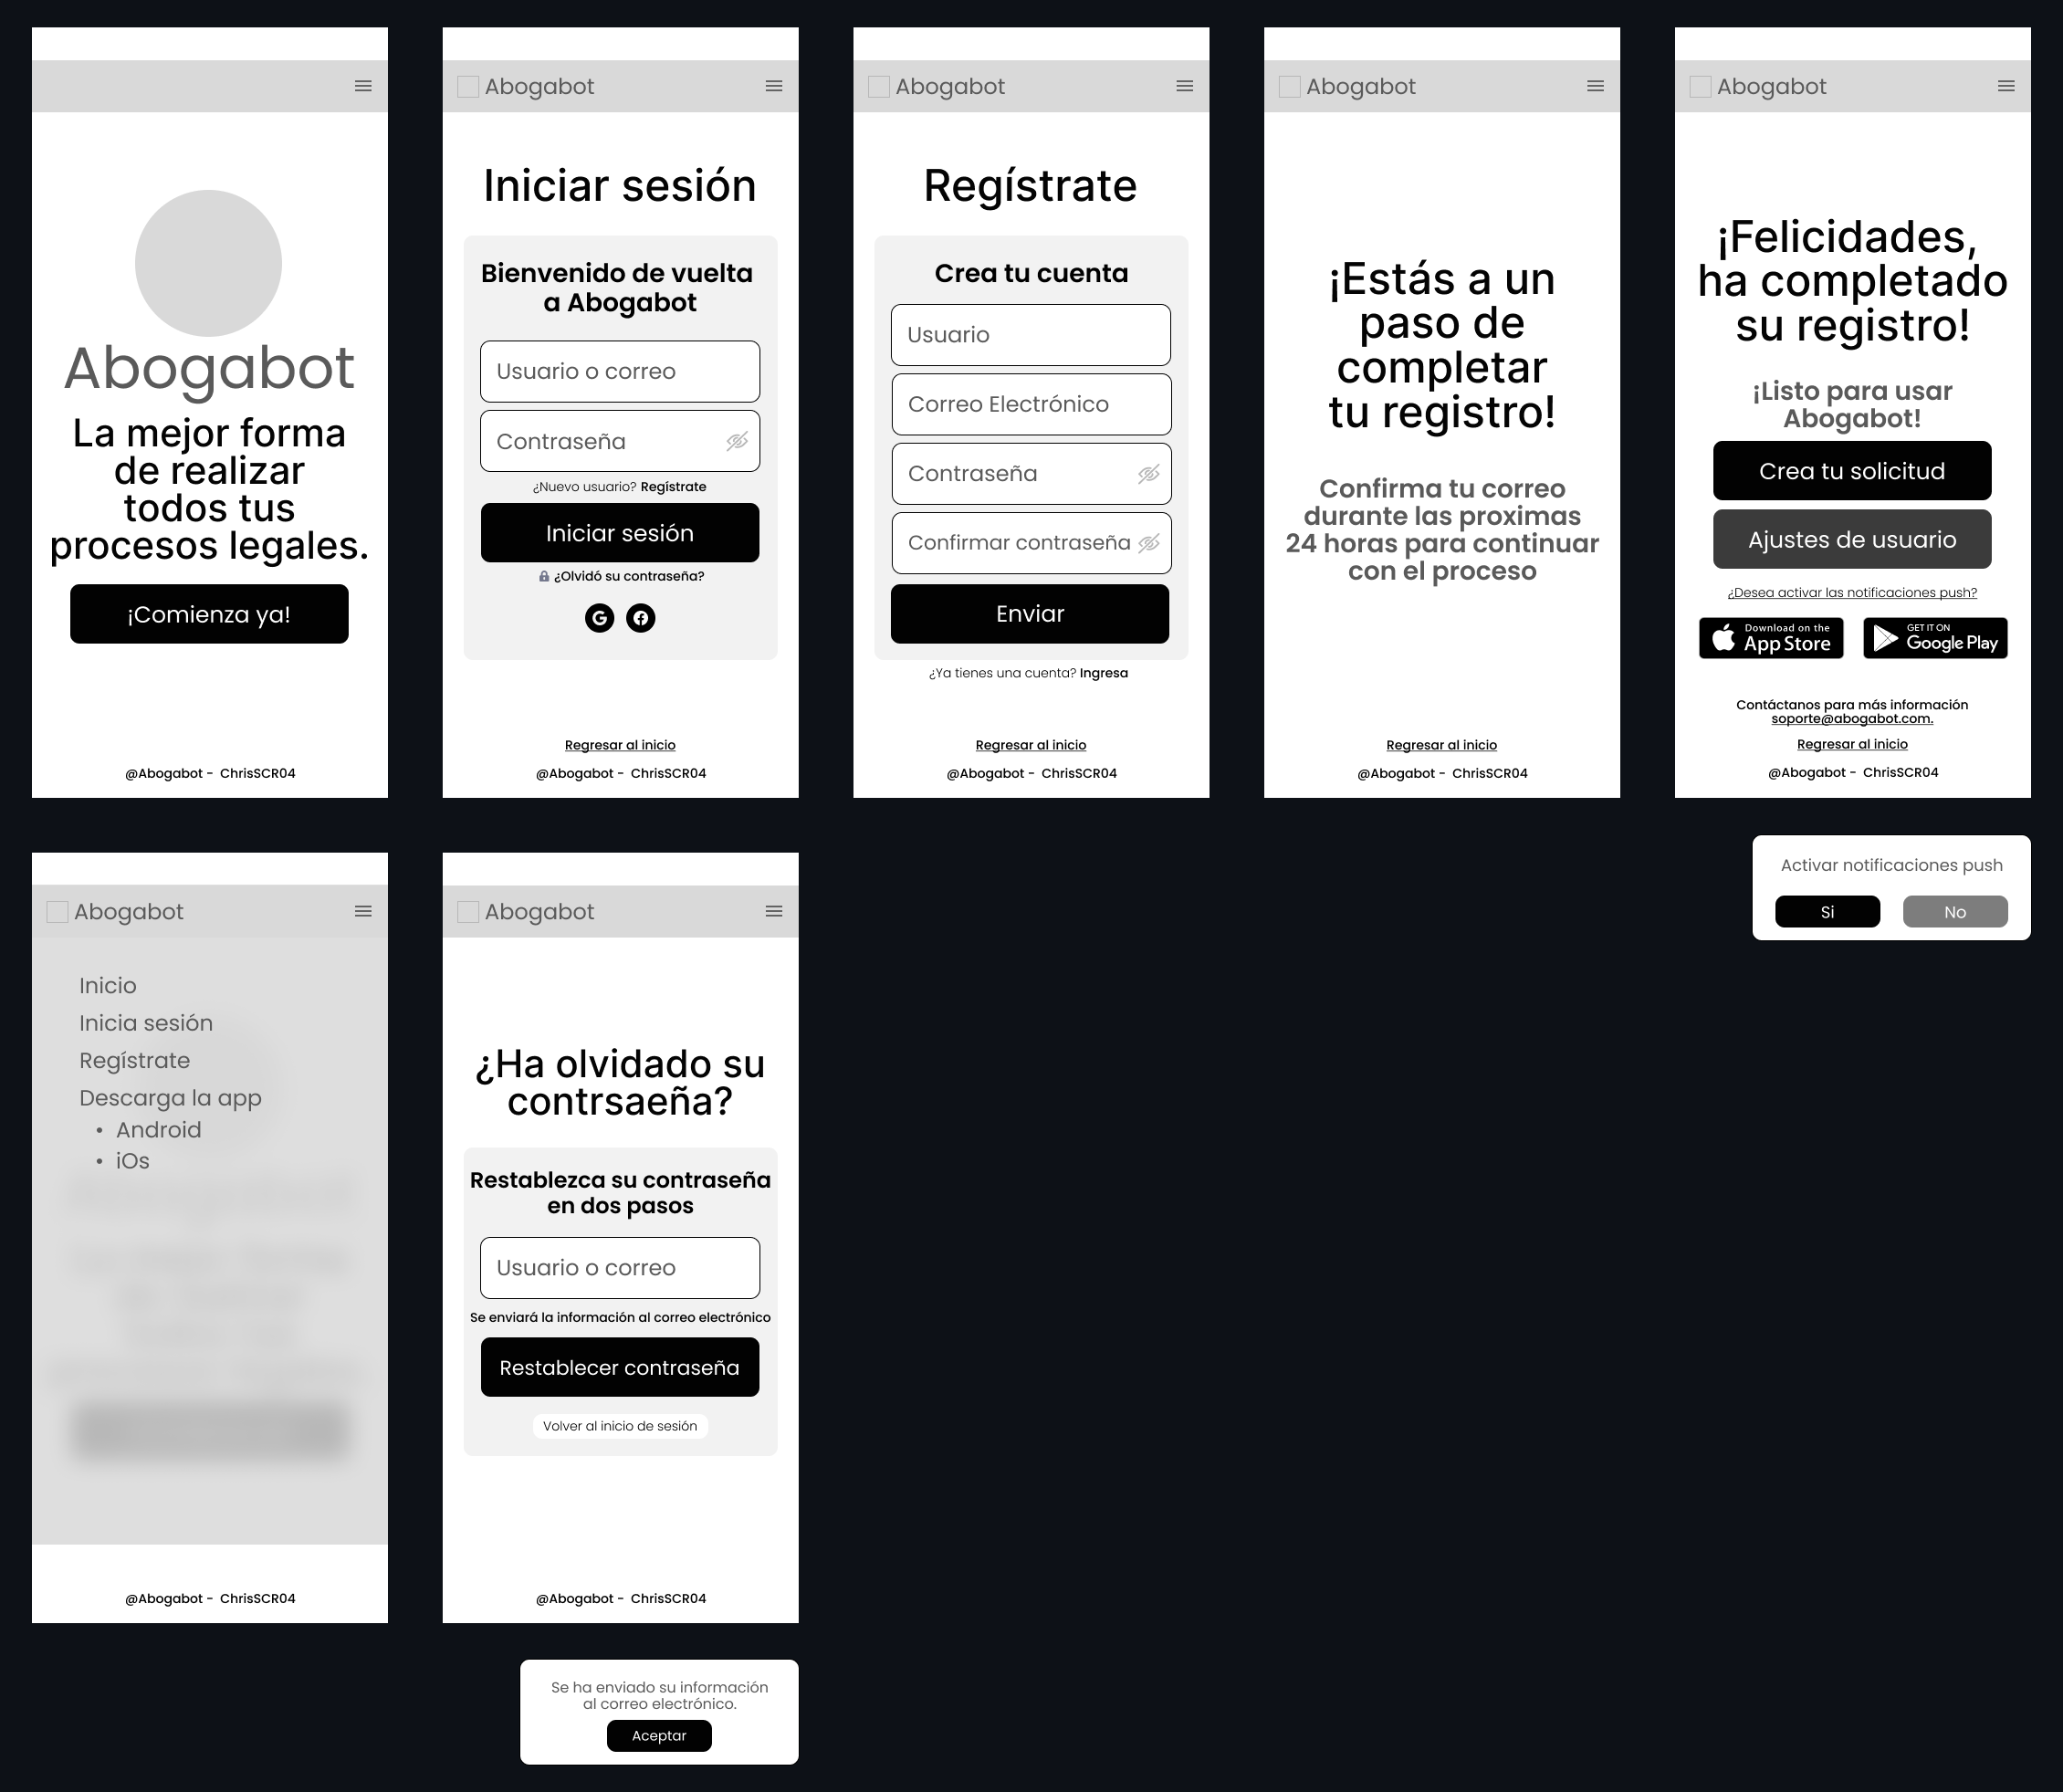 Abogabot
La mejor forma
de realizar
todos tus
procesos legales.
¡Comienza ya!
@Abogabot - ChrisSCR04
Abogabot
Iniciar sesión
Bienvenido de vuelta
a Abogabot
Usuario o correo
Contraseña
¿Nuevo usuario? Regístrate
Iniciar sesión
¿Olvidó su contraseña?
Regresar al inicio
@Abogabot - ChrisSCR04
Abogabot
Regístrate
Crea tu cuenta
Usuario
Correo Electrónico
Contraseña
Confirmar contraseña
Enviar
¿Ya tienes una cuenta? Ingresa
Regresar al inicio
@Abogabot - ChrisSCR04
Abogabot
¡Estás a un
paso de
completar
tu registro!
Confirma tu correo
durante las proximas
24 horas para continuar
con el proceso
Regresar al inicio
@Abogabot - ChrisSCR04
Abogabot
¡Felicidades,
ha completado
su registro!
¡Listo para usar
Abogabot!
Crea tu solicitud
Ajustes de usuario
¿Desea activar las notificaciones push?
Download on the
App Store
GET IT ON
Google Play
Contáctanos para más información
soporte@abogabot.com.
Regresar al inicio
@Abogabot - ChrisSCR04
Activar notificaciones push
Si
No
Abogabot
Inicio
Inicia sesión
Regístrate
Descarga la app
• Android
• iOs
@Abogabot - ChrisSCR04
Abogabot
¿Ha olvidado su
contrsaeña?
Restablezca su contraseña
en dos pasos
Usuario o correo
Se enviará la información al correo electrónico
Restablecer contraseña
Volver al inicio de sesión
@Abogabot - ChrisSCR04
Se ha enviado su información
al correo electrónico.
Aceptar